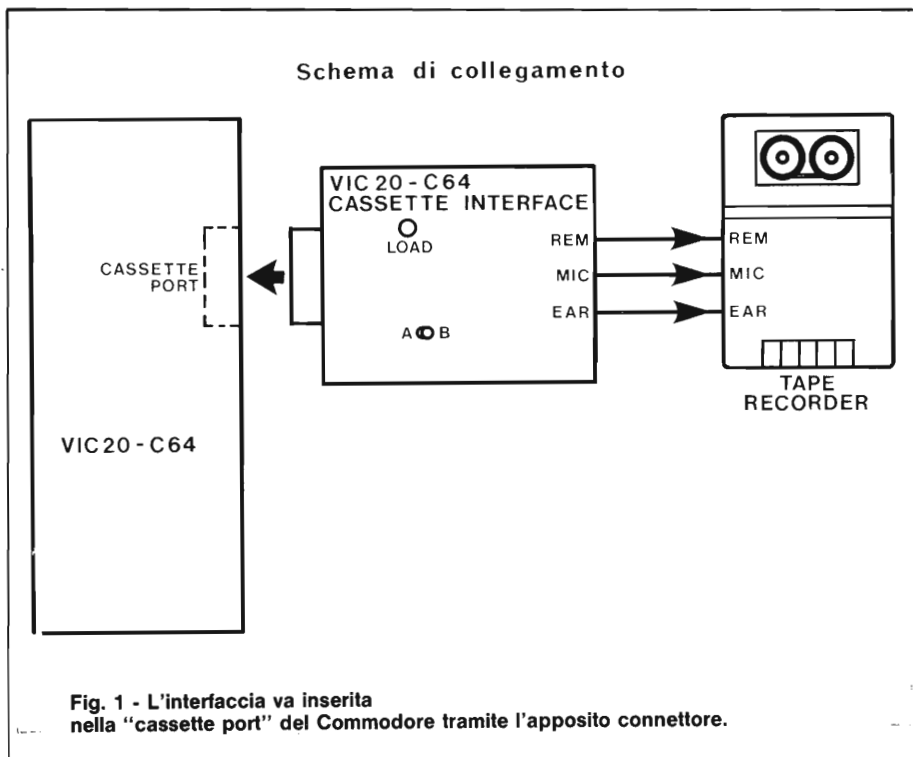 Schema di collegamento
VIC 20 - C64
CASSETTE INTERFACE
LOAD
REM
MIC
EAR
A B
REM
MIC
EAR
TAPE
RECORDER
CASSETTE
PORT
VIC 20 - C64
Fig. 1 - L'interfaccia va inserita
nella "cassette port" del Commodore tramite l'apposito connettore.